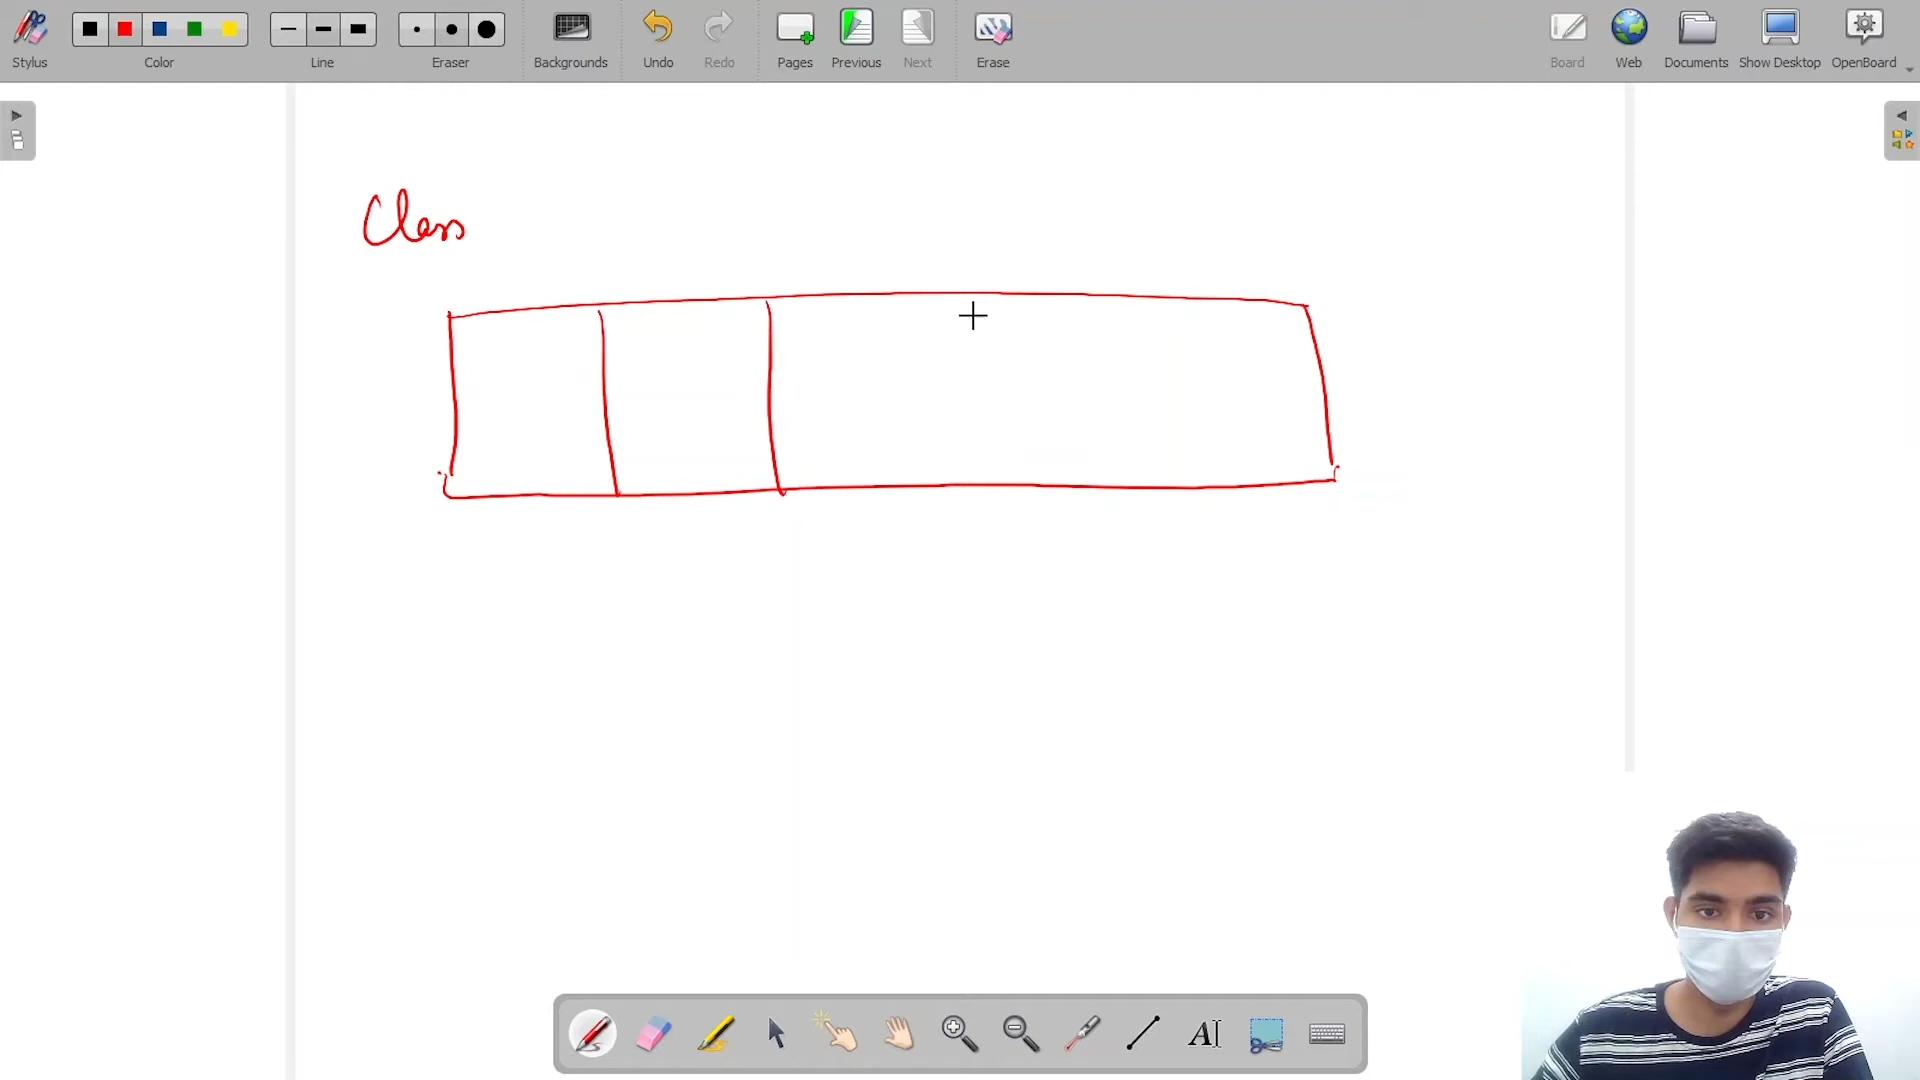 Stylus Color Line Eraser Backgrounds Undo Redo Pages Previous Next Erase Board Web Documents Show Desktop OpenBoard
Class
A